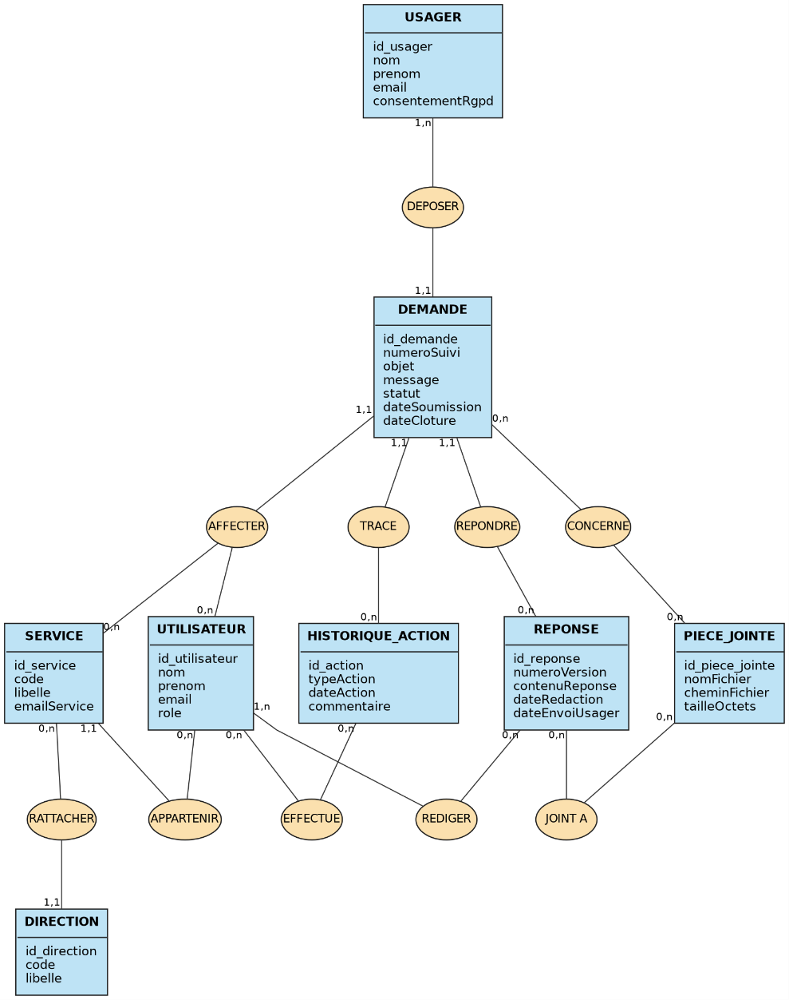 USAGER
id_usager
nom
prenom
email
consentementRgpd
1,n
DEPOSER
1,1
DEMANDE
id_demande
numeroSuivi
objet
message
statut
dateSoumission
dateCloture
1,1
1,1
1,1
0,n
AFFECTER
TRACE
REPONDRE
CONCERNE
0,n
0,n
0,n
0,n
0,n
SERVICE
id_service
code
libelle
emailService
UTILISATEUR
id_utilisateur
nom
prenom
email
role
HISTORIQUE_ACTION
id_action
typeAction
dateAction
commentaire
REPONSE
id_reponse
numeroVersion
contenuReponse
dateRedaction
dateEnvoiUsager
PIECE_JOINTE
id_piece_jointe
nomFichier
cheminFichier
tailleOctets
0,n
1,1
0,n
0,n
1,n
0,n
0,n
0,n
0,n
RATTACHER
APPARTENIR
EFFECTUE
REDIGER
JOINT A
1,1
DIRECTION
id_direction
code
libelle